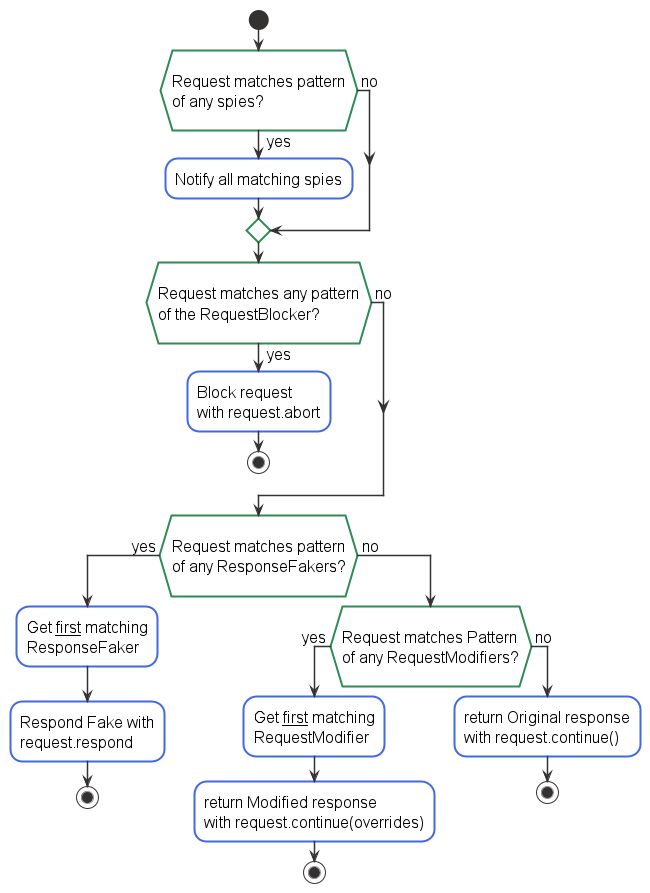 Request matches pattern
of any spies?
no
yes
Notify all matching spies
Request matches any pattern
of the RequestBlocker?
no
yes
Block request
with request.abort
yes
Request matches pattern
of any ResponseFakers?
no
Get first matching
ResponseFaker
Respond Fake with
request.respond
yes
Request matches Pattern
of any RequestModifiers?
no
Get first matching
RequestModifier
return Modified response
with request.continue(overrides)
return Original response
with request.continue()